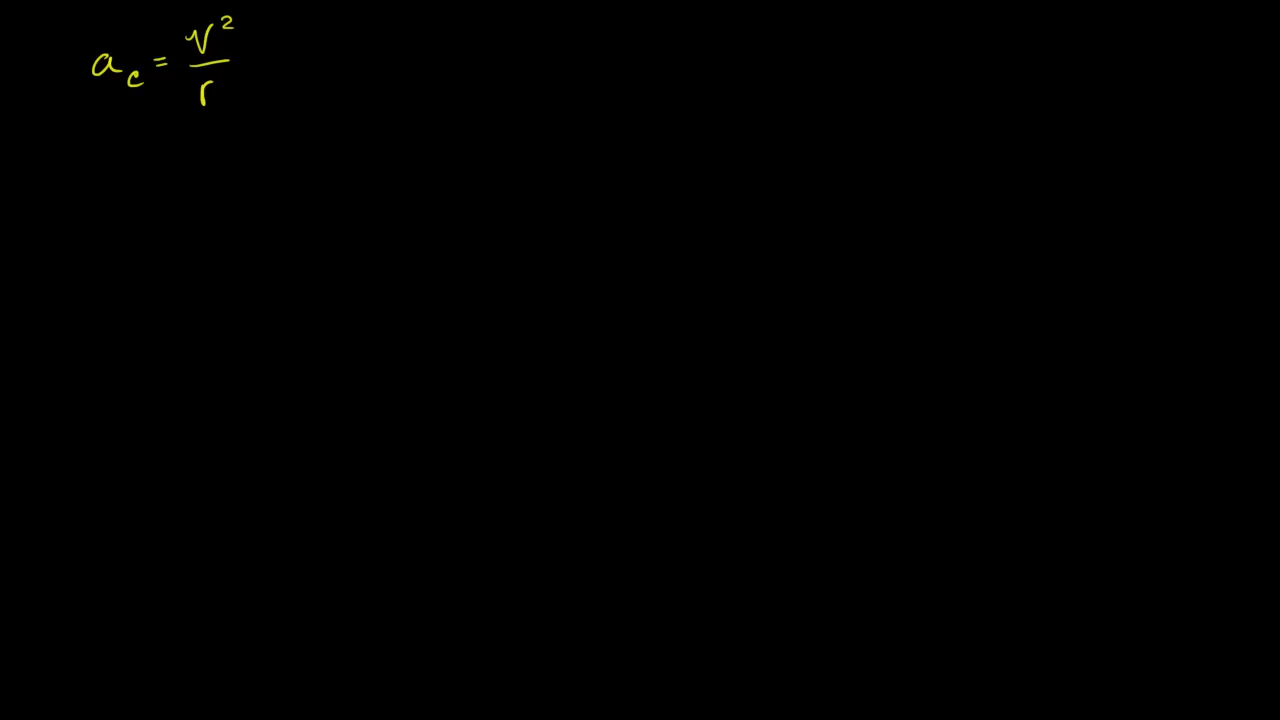 a_c = v²/r